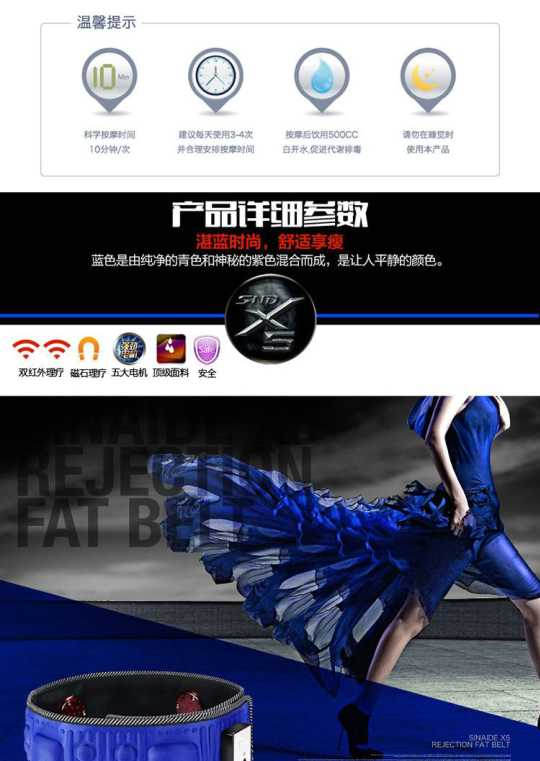 温馨提示
10 Min
科学按摩时间
10分钟/次
建议每天使用3-4次
并合理安排按摩时间
按摩后饮用500CC
白开水,促进代谢排毒
请勿在睡觉时
使用本产品
产品详细参数
湛蓝时尚，舒适享瘦
蓝色是由纯净的青色和神秘的紫色混合而成，是让人平静的颜色。
SND
X5
Safe
双红外理疗
磁石理疗
五大电机
顶级面料
安全
SINAIDE X5
REJECTION
FAT BELT
SINAIDE X5
REJECTION FAT BELT